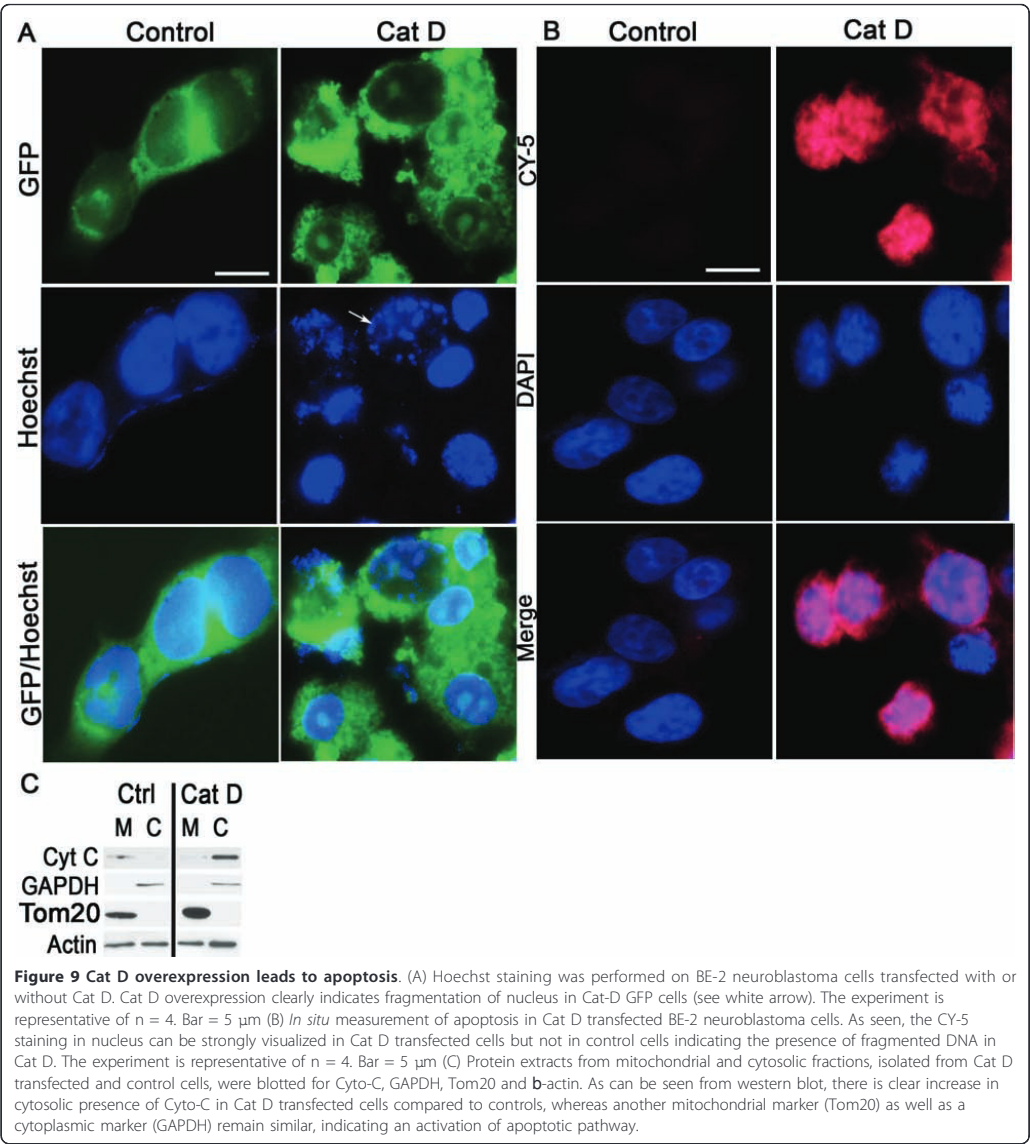 A Control Cat D B Control Cat D
GFP CY-5
Hoechst DAPI
GFP/Hoechst Merge
C
Ctrl Cat D
M C M C
Cyt C
GAPDH
Tom20
Actin
Figure 9 Cat D overexpression leads to apoptosis. (A) Hoechst staining was performed on BE-2 neuroblastoma cells transfected with or
without Cat D. Cat D overexpression clearly indicates fragmentation of nucleus in Cat-D GFP cells (see white arrow). The experiment is
representative of n = 4. Bar = 5 μm (B) In situ measurement of apoptosis in Cat D transfected BE-2 neuroblastoma cells. As seen, the CY-5
staining in nucleus can be strongly visualized in Cat D transfected cells but not in control cells indicating the presence of fragmented DNA in
Cat D. The experiment is representative of n = 4. Bar = 5 μm (C) Protein extracts from mitochondrial and cytosolic fractions, isolated from Cat D
transfected and control cells, were blotted for Cyto-C, GAPDH, Tom20 and b-actin. As can be seen from western blot, there is clear increase in
cytosolic presence of Cyto-C in Cat D transfected cells compared to controls, whereas another mitochondrial marker (Tom20) as well as a
cytoplasmic marker (GAPDH) remain similar, indicating an activation of apoptotic pathway.